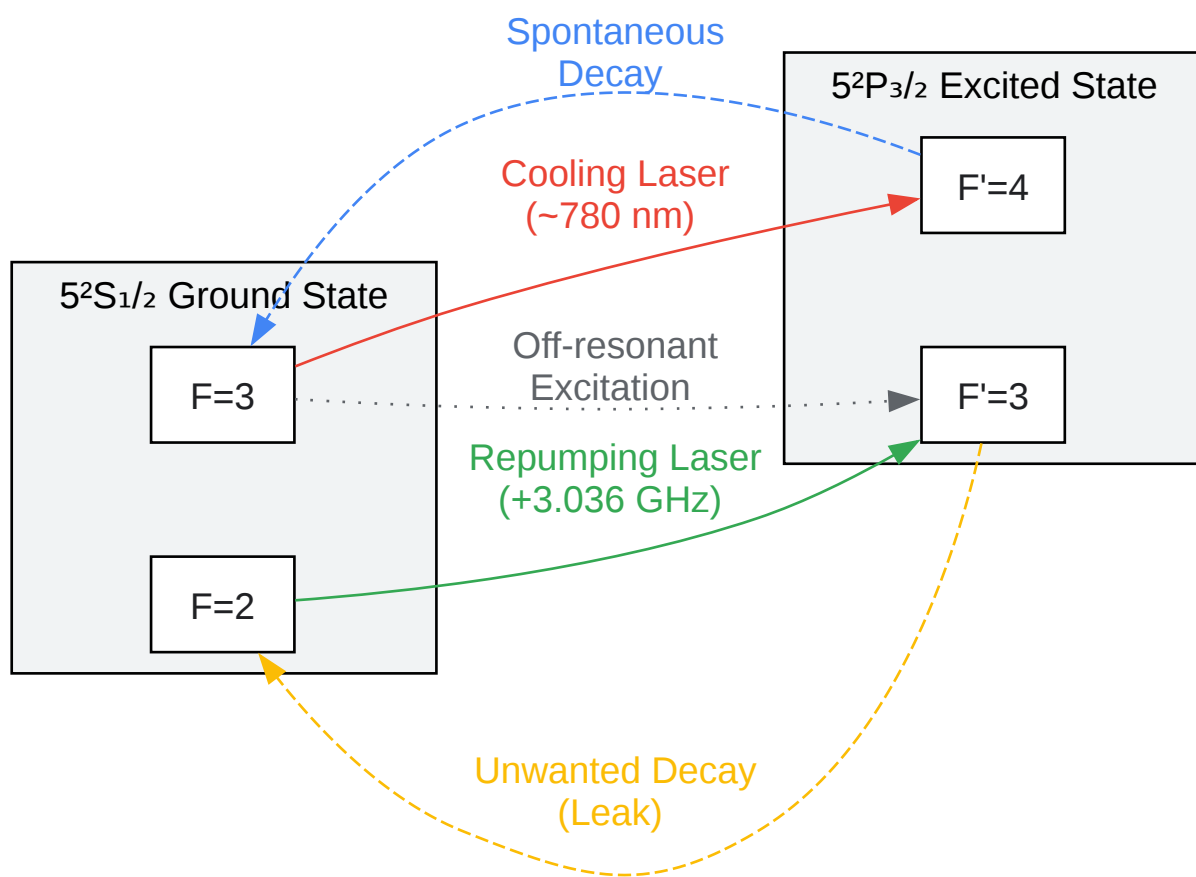 Spontaneous
Decay
5²P₃/₂ Excited State
F'=4
Cooling Laser
(~780 nm)
5²S₁/₂ Ground State
F=3
Off-resonant
Excitation
F'=3
Repumping Laser
(+3.036 GHz)
F=2
Unwanted Decay
(Leak)